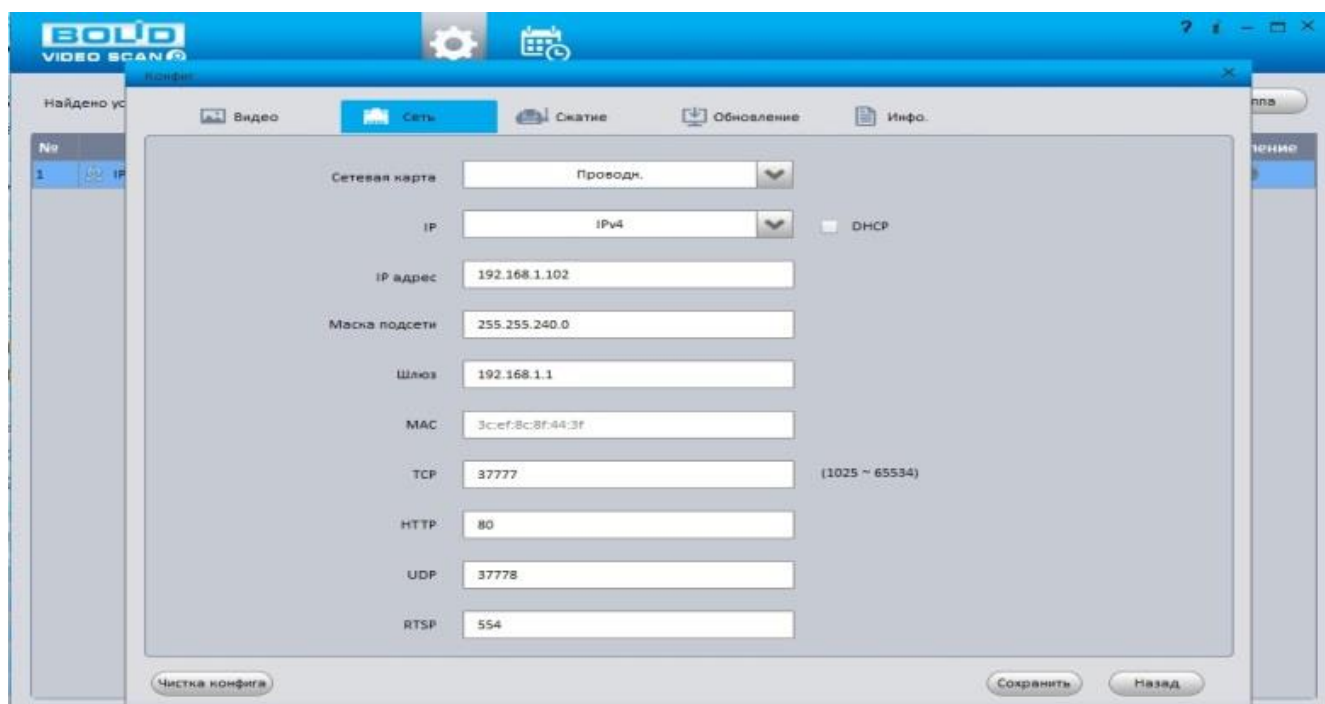 BOLID
VIDEO SCAN
? i
Конфиг
Найдено ус
ппа
Видео Сеть Сжатие Обновление Инфо.
№ ление
1 IP
Сетевая карта Проводн.
IP IPv4 DHCP
IP адрес 192.168.1.102
Маска подсети 255.255.240.0
Шлюз 192.168.1.1
MAC 3c:ef:8c:8f:44:3f
TCP 37777 (1025 ~ 65534)
HTTP 80
UDP 37778
RTSP 554
Чистка конфига Сохранить Назад